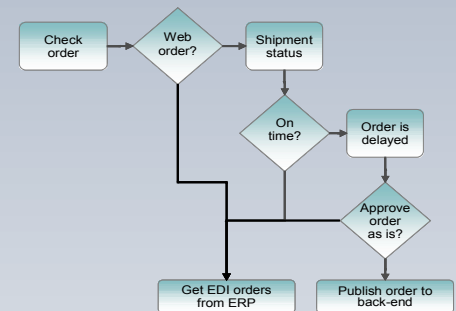 Check
order
Web
order?
Shipment
status
On
time?
Order is
delayed
Approve
order
as is?
Get EDI orders
from ERP
Publish order to
back-end